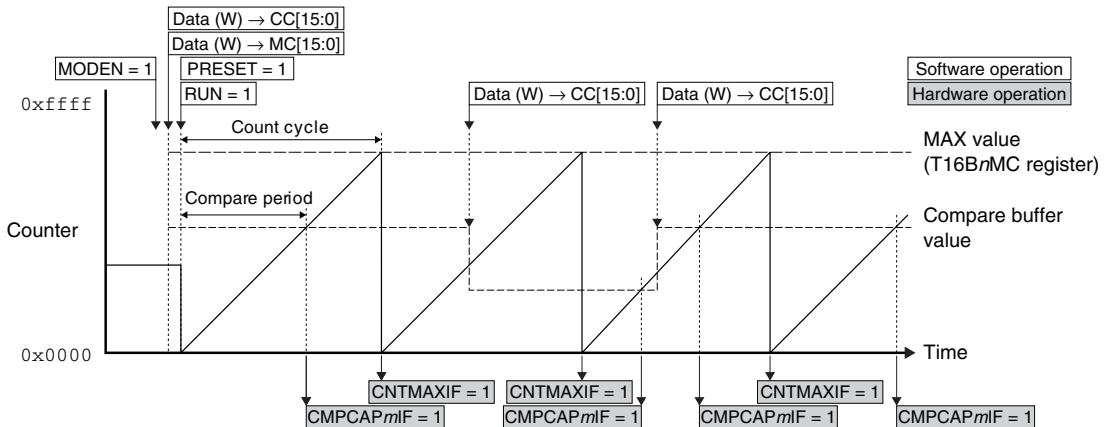 Data (W) → CC[15:0]
Data (W) → MC[15:0]
MODEN = 1
PRESET = 1
RUN = 1
Data (W) → CC[15:0]
Data (W) → CC[15:0]
Software operation
Hardware operation
0xffff
Count cycle
MAX value
(T16BnMC register)
Compare period
Counter
Compare buffer
value
0x0000
Time
CNTMAXIF = 1
CNTMAXIF = 1
CNTMAXIF = 1
CMPCAPmIF = 1
CMPCAPmIF = 1
CMPCAPmIF = 1
CMPCAPmIF = 1